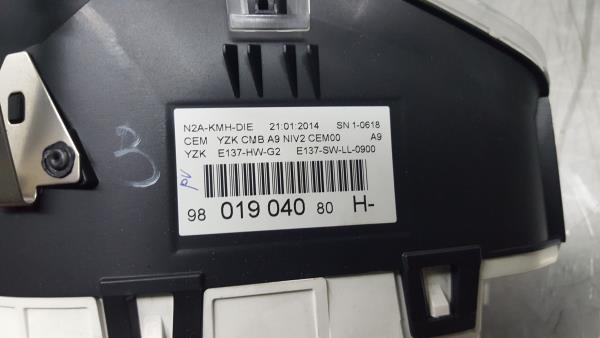 N2A-KMH-DIE 21:01:2014 SN 1-0618
CEM YZK CMB A9 NIV2 CEM00 A9
YZK E137-HW-G2 E137-SW-LL-0900
PV
98 019 040 80 H-
B